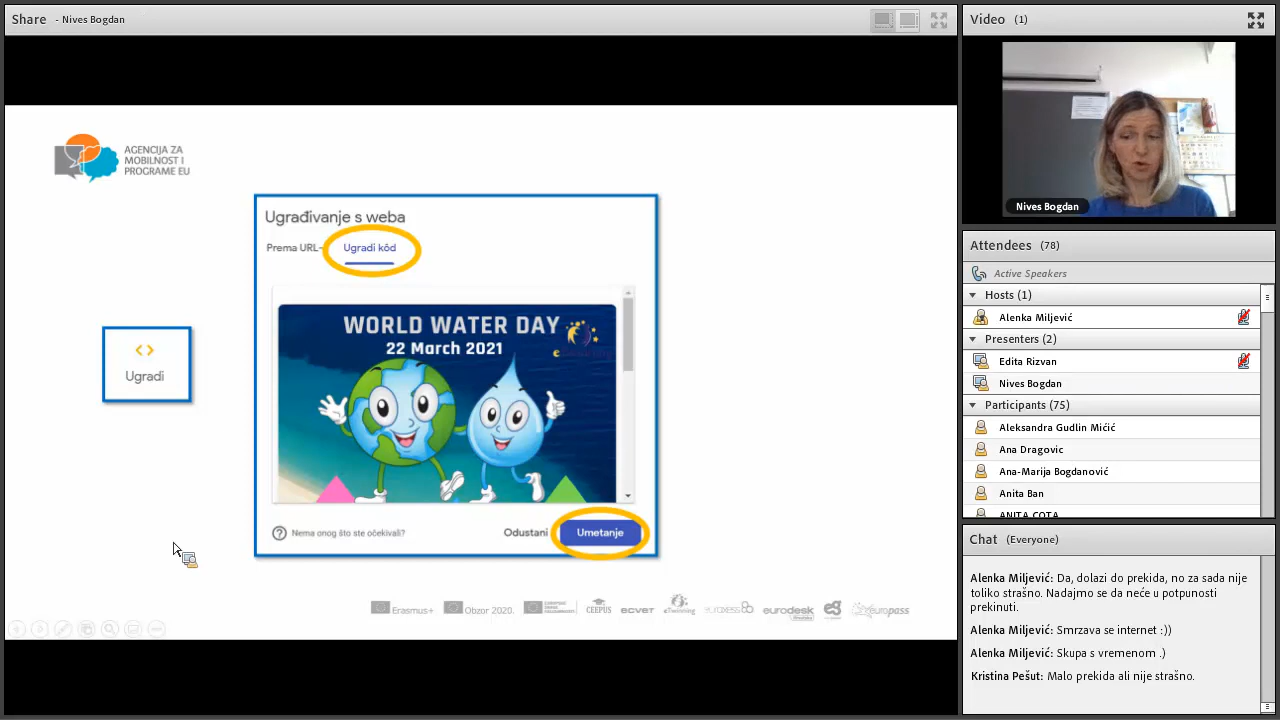 Share - Nives Bogdan
AGENCIJA ZA
MOBILNOST I
PROGRAME EU
Ugrađivanje s weba
Prema URL-
Ugradi kôd
WORLD WATER DAY
22 March 2021
Ugradi
Nema onog što ste očekivali?
Odustani
Umetanje
Erasmus+
Obzor 2020.
CEEPUS
ECVET
eTwinning
euroxess
eurodesk
europass
Video (1)
Nives Bogdan
Attendees (78)
Active Speakers
Hosts (1)
Alenka Miljević
Presenters (2)
Edita Rizvan
Nives Bogdan
Participants (75)
Aleksandra Gudlin Mićić
Ana Dragovic
Ana-Marija Bogdanović
Anita Ban
ANITA COTA
Chat (Everyone)
Alenka Miljević: Da, dolazi do prekida, no za sada nije
toliko strašno. Nadajmo se da neće u potpunosti
prekinuti.
Alenka Miljević: Smrzava se internet :))
Alenka Miljević: Skupa s vremenom .)
Kristina Pešut: Malo prekida ali nije strašno.